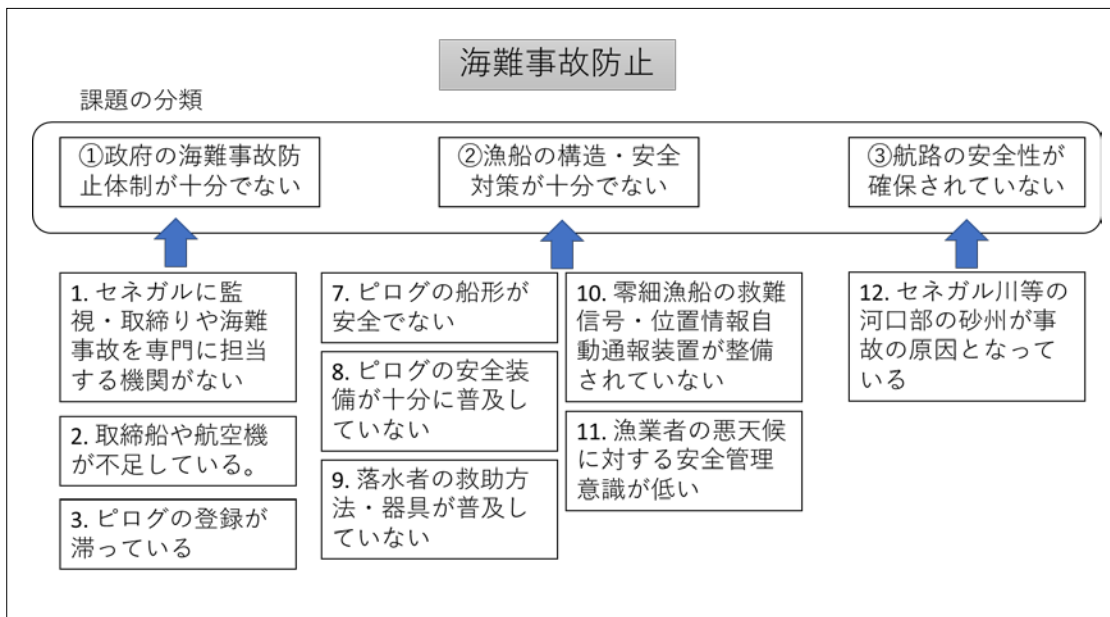 海難事故防止
課題の分類
①政府の海難事故防
止体制が十分でない
②漁船の構造・安全
対策が十分でない
③航路の安全性が
確保されていない
1. セネガルに監
視・取締りや海難
事故を専門に担当
する機関がない
2. 取締船や航空機
が不足している。
3. ピログの登録が
滞っている
7. ピログの船形が
安全でない
8. ピログの安全装
備が十分に普及し
ていない
9. 落水者の救助方
法・器具が普及し
ていない
10. 零細漁船の救難
信号・位置情報自
動通報装置が整備
されていない
11. 漁業者の悪天候
に対する安全管理
意識が低い
12. セネガル川等の
河口部の砂州が事
故の原因となって
いる